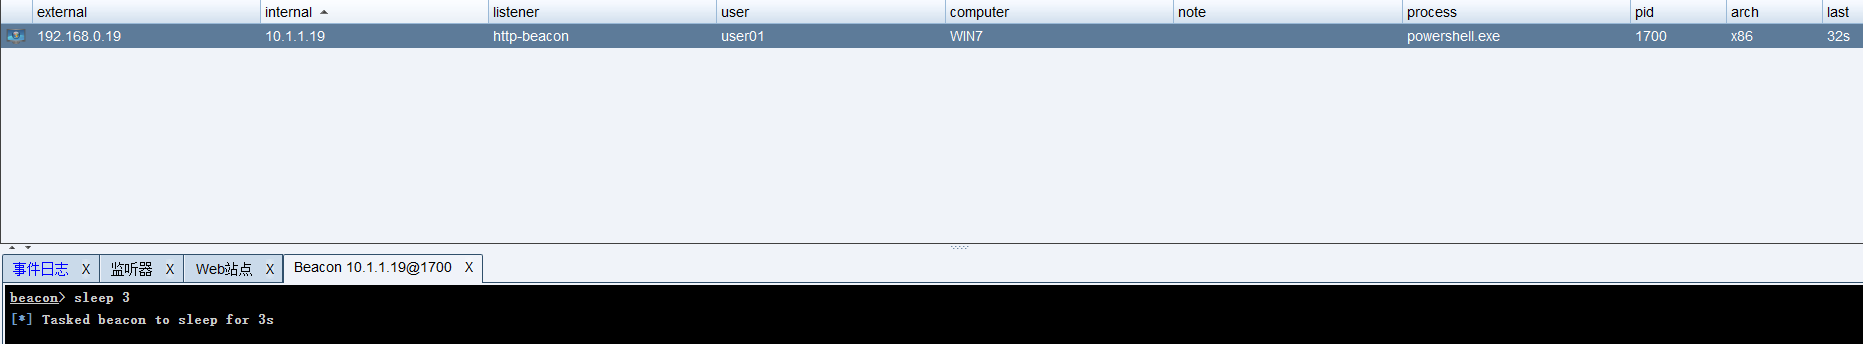 external internal listener user computer note process pid arch last
192.168.0.19 10.1.1.19 http-beacon user01 WIN7 powershell.exe 1700 x86 32s
事件日志 X 监听器 X Web站点 X Beacon 10.1.1.19@1700 X
beacon> sleep 3
[*] Tasked beacon to sleep for 3s